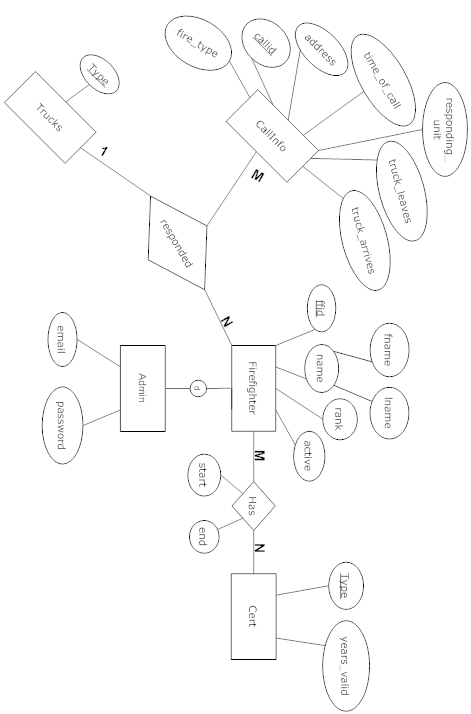 fire_type
callid
address
time_of_call
responding_
unit
Type
Trucks
CallInfo
truck_leaves
truck_arrives
1
M
responded
N
ffid
fname
name
lname
rank
active
email
password
Admin
d
Firefighter
M
start
Has
end
N
Type
Cert
years_valid